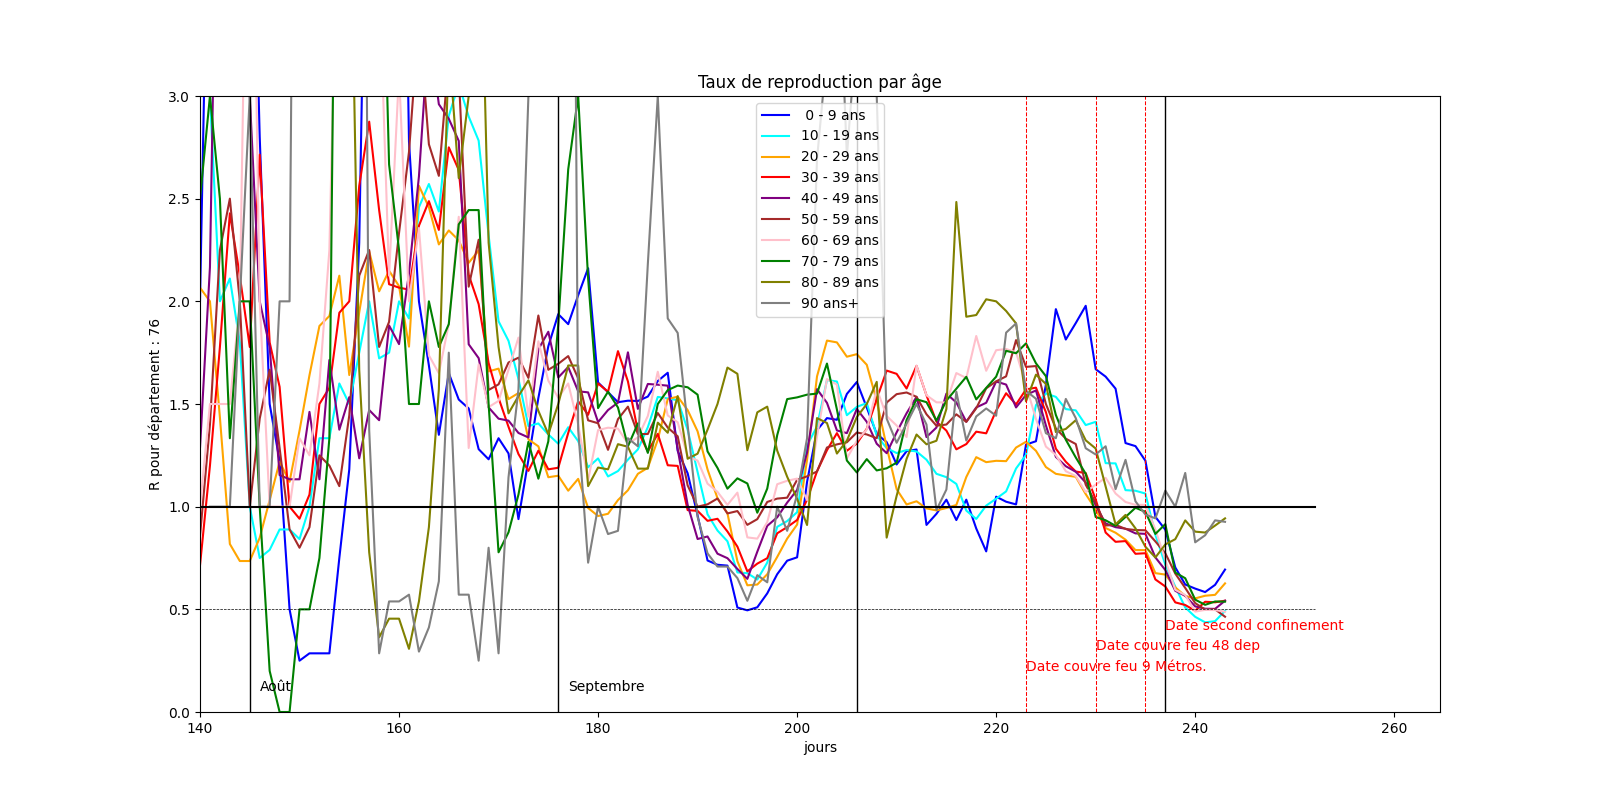 Taux de reproduction par âge
R pour département : 76
3.0
2.5
2.0
1.5
1.0
0.5
0.0
0 - 9 ans
10 - 19 ans
20 - 29 ans
30 - 39 ans
40 - 49 ans
50 - 59 ans
60 - 69 ans
70 - 79 ans
80 - 89 ans
90 ans+
Date second confinement
Date couvre feu 48 dep
Date couvre feu 9 Métros.
Août
Septembre
140
160
180
200
220
240
260
jours